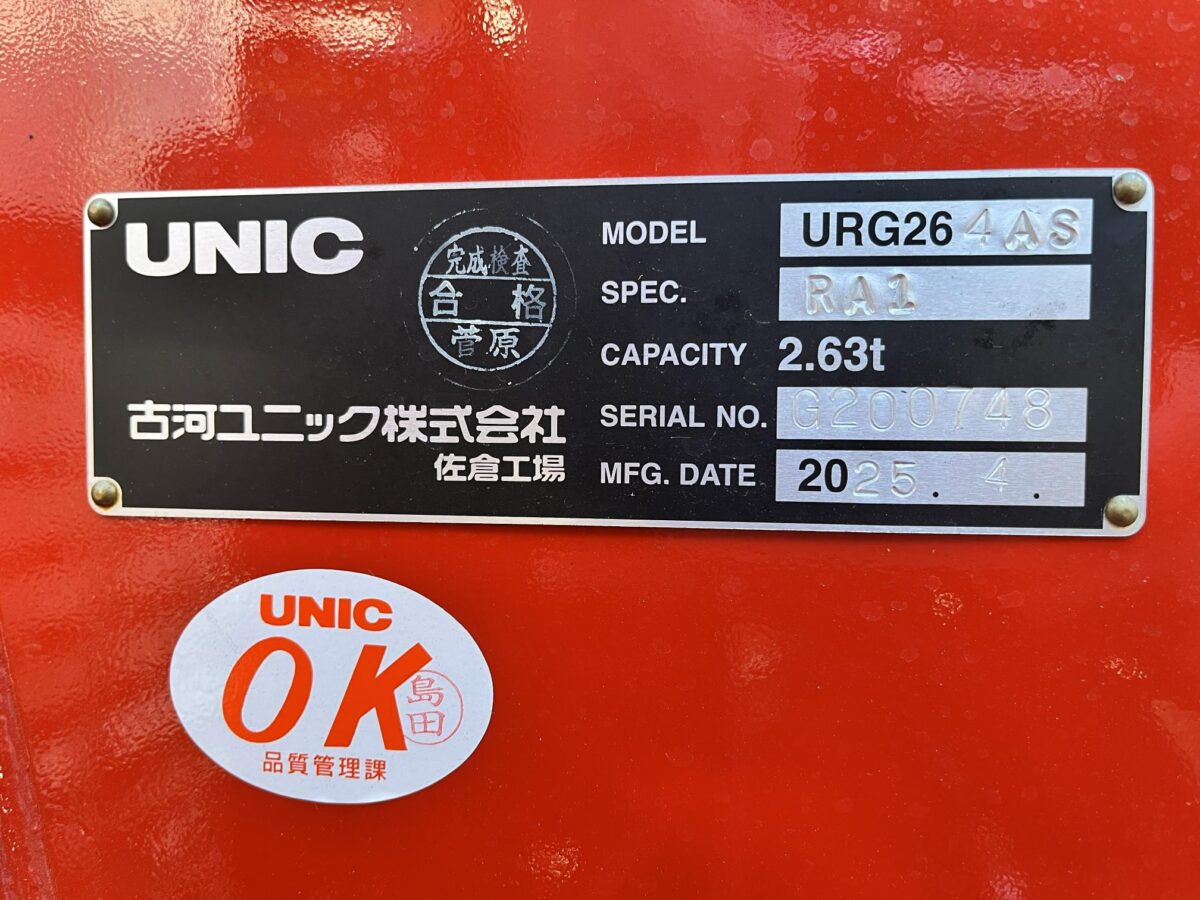 UNIC
完成検査
合格
菅原
古河ユニック株式会社
佐倉工場
MODEL URG264AS
SPEC. RA1
CAPACITY 2.63t
SERIAL NO. G200748
MFG. DATE 2025. 4.
UNIC
OK
島田
品質管理課